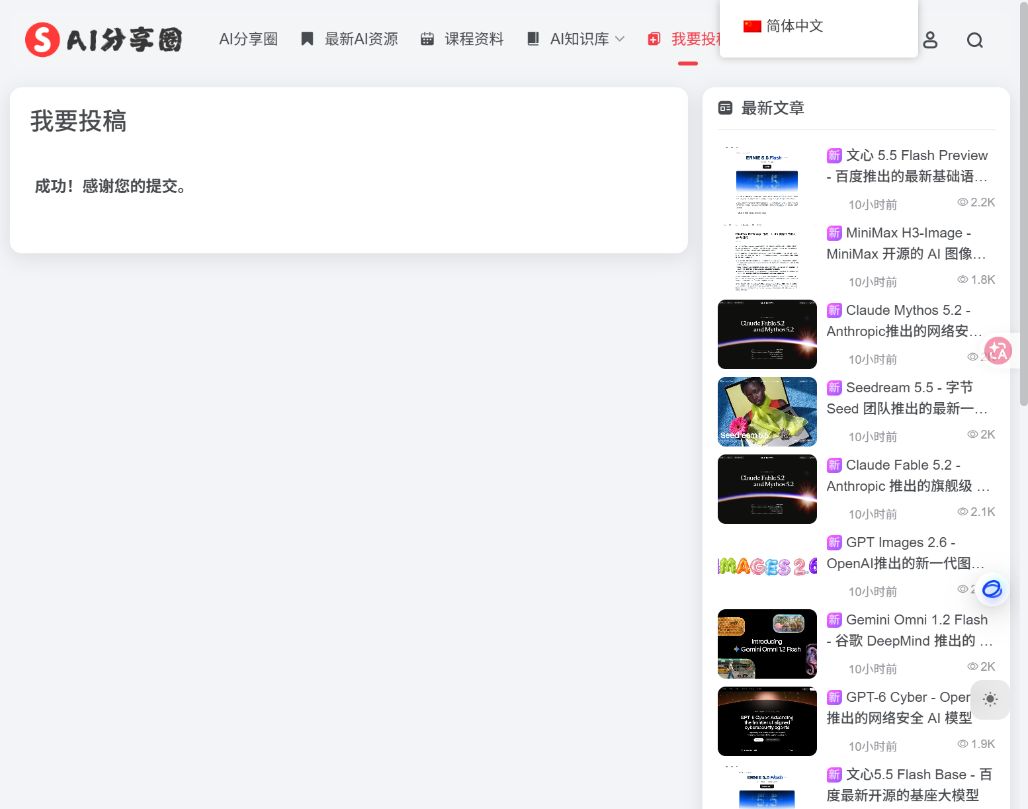 S AI分享圈
AI分享圈
最新AI资源
课程资料
AI知识库
我要投稿
简体中文
我要投稿
成功！感谢您的提交。
最新文章
新 文心 5.5 Flash Preview
- 百度推出的最新基础语…
10小时前 2.2K
新 MiniMax H3-Image -
MiniMax 开源的 AI 图像…
10小时前 1.8K
Claude Fable 5.2
and Mythos 5.2
新 Claude Mythos 5.2 -
Anthropic推出的网络安…
10小时前
Seedream 5.5
新 Seedream 5.5 - 字节
Seed 团队推出的最新一…
10小时前 2K
Claude Fable 5.2
and Mythos 5.2
新 Claude Fable 5.2 -
Anthropic 推出的旗舰级 …
10小时前 2.1K
IMAGES 2.6
新 GPT Images 2.6 -
OpenAI推出的新一代图…
10小时前
Introducing
Gemini Omni 1.2 Flash
新 Gemini Omni 1.2 Flash
- 谷歌 DeepMind 推出的 …
10小时前 2K
新 GPT-6 Cyber - Open
推出的网络安全 AI 模型
10小时前 1.9K
新 文心5.5 Flash Base - 百
度最新开源的基座大模型